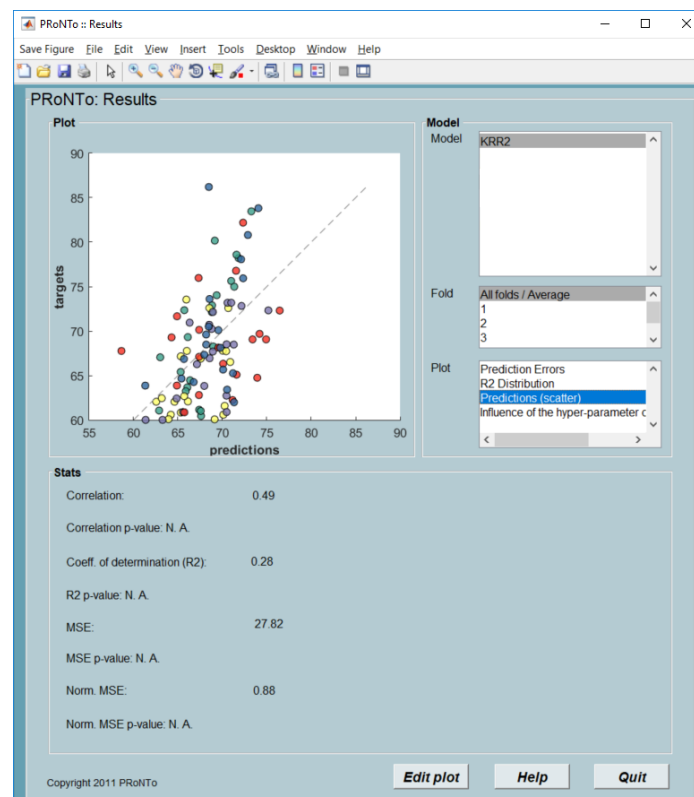 PRoNTo :: Results
Save Figure File Edit View Insert Tools Desktop Window Help
PRoNTo: Results
Plot
90
85
80
75
70
65
60
targets
55 60 65 70 75 80 85 90
predictions
Model
Model
KRR2
Fold
All folds / Average
1
2
3
Plot
Prediction Errors
R2 Distribution
Predictions (scatter)
Influence of the hyper-parameter c
Stats
Correlation: 0.49
Correlation p-value: N. A.
Coeff. of determination (R2): 0.28
R2 p-value: N. A.
MSE: 27.82
MSE p-value: N. A.
Norm. MSE: 0.88
Norm. MSE p-value: N. A.
Copyright 2011 PRoNTo
Edit plot Help Quit